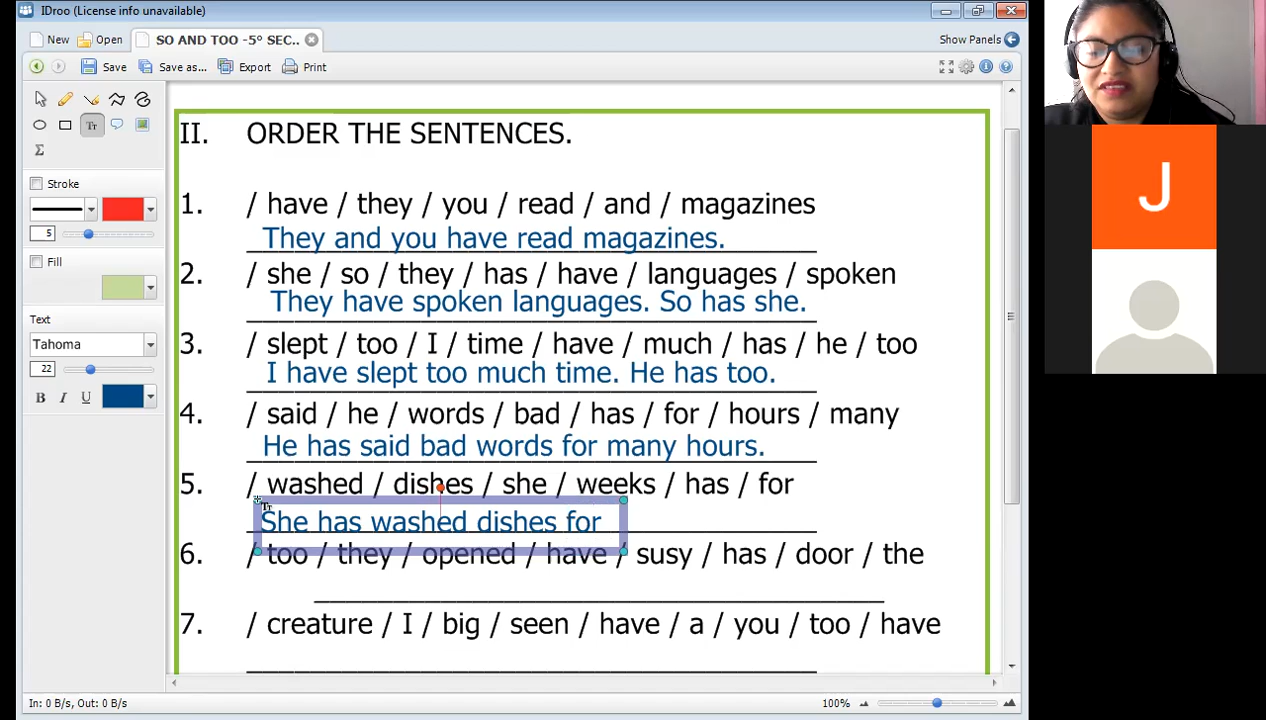 IDroo (License info unavailable)
New Open SO AND TOO -5° SEC.. Show Panels
Save Save as... Export Print
Tr
Σ
Stroke
5
Fill
Text
Tahoma
22
B I U
II. ORDER THE SENTENCES.
1. / have / they / you / read / and / magazines
They and you have read magazines.
2. / she / so / they / has / have / languages / spoken
They have spoken languages. So has she.
3. / slept / too / I / time / have / much / has / he / too
I have slept too much time. He has too.
4. / said / he / words / bad / has / for / hours / many
He has said bad words for many hours.
5. / washed / dishes / she / weeks / has / for
She has washed dishes for
6. / too / they / opened / have / susy / has / door / the
7. / creature / I / big / seen / have / a / you / too / have
In: 0 B/s, Out: 0 B/s 100%
J